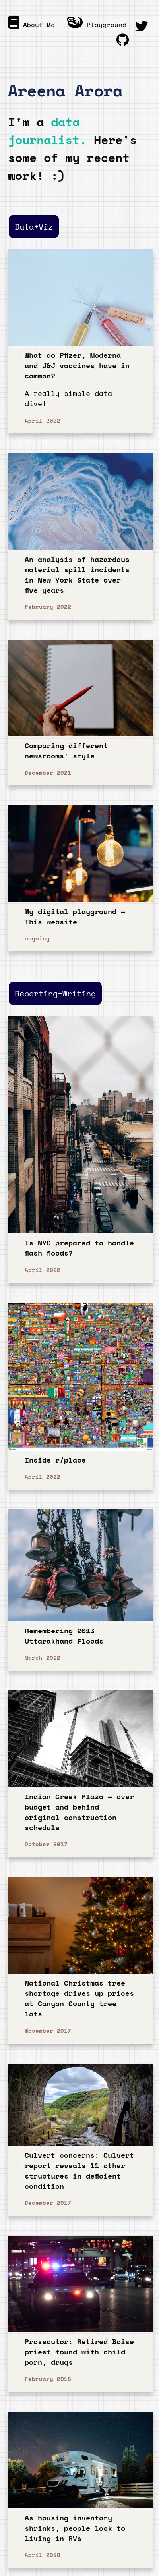 About Me
Playground
Areena Arora
I'm a data
journalist. Here's
some of my recent
work! :)
Data+Viz
What do Pfizer, Moderna
and J&J vaccines have in
common?
A really simple data
dive!
April 2022
An analysis of hazardous
material spill incidents
in New York State over
five years
February 2022
Comparing different
newsrooms' style
December 2021
My digital playground —
This website
ongoing
Reporting+Writing
Is NYC prepared to handle
flash floods?
April 2022
Inside r/place
April 2022
Remembering 2013
Uttarakhand Floods
March 2022
Indian Creek Plaza — over
budget and behind
original construction
schedule
October 2017
National Christmas tree
shortage drives up prices
at Canyon County tree
lots
November 2017
Culvert concerns: Culvert
report reveals 11 other
structures in deficient
condition
December 2017
Prosecutor: Retired Boise
priest found with child
porn, drugs
February 2018
As housing inventory
shrinks, people look to
living in RVs
April 2018